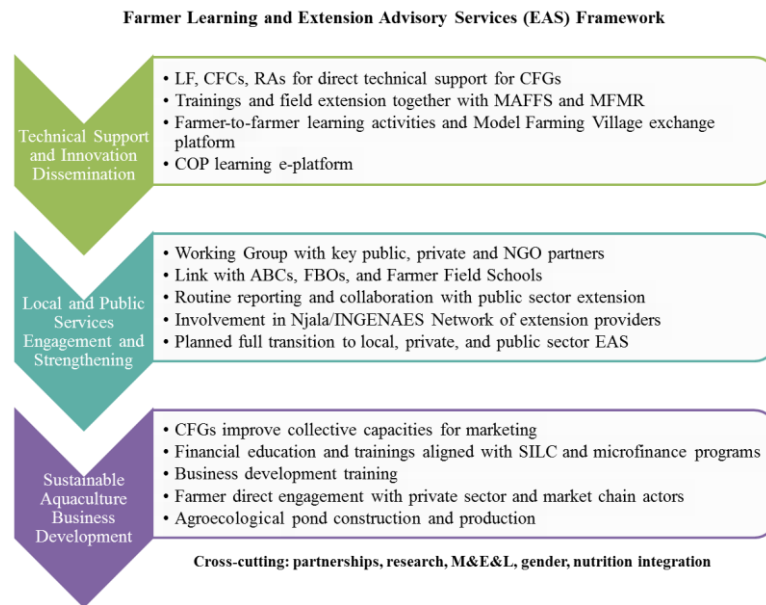 Farmer Learning and Extension Advisory Services (EAS) Framework
Technical Support
and Innovation
Dissemination
• LF, CFCs, RAs for direct technical support for CFGs
• Trainings and field extension together with MAFFS and MFMR
• Farmer-to-farmer learning activities and Model Farming Village exchange
platform
• COP learning e-platform
Local and Public
Services
Engagement and
Strengthening
• Working Group with key public, private and NGO partners
• Link with ABCs, FBOs, and Farmer Field Schools
• Routine reporting and collaboration with public sector extension
• Involvement in Njala/INGENAES Network of extension providers
• Planned full transition to local, private, and public sector EAS
Sustainable
Aquaculture
Business
Development
• CFGs improve collective capacities for marketing
• Financial education and trainings aligned with SILC and microfinance programs
• Business development training
• Farmer direct engagement with private sector and market chain actors
• Agroecological pond construction and production
Cross-cutting: partnerships, research, M&E&L, gender, nutrition integration